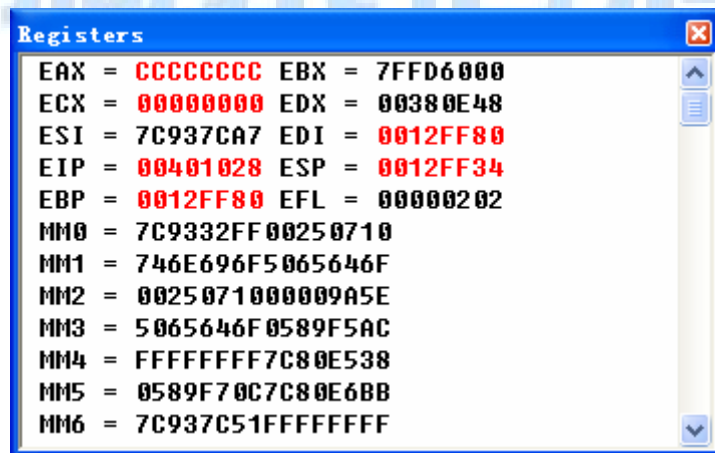 Registers
EAX = CCCCCCCC EBX = 7FFD6000
ECX = 00000000 EDX = 00380E48
ESI = 7C937CA7 EDI = 0012FF80
EIP = 00401028 ESP = 0012FF34
EBP = 0012FF80 EFL = 00000202
MM0 = 7C9332FF00250710
MM1 = 746E696F5065646F
MM2 = 0025071000009A5E
MM3 = 5065646F0589F5AC
MM4 = FFFFFFFF7C80E538
MM5 = 0589F70C7C80E6BB
MM6 = 7C937C51FFFFFFFF